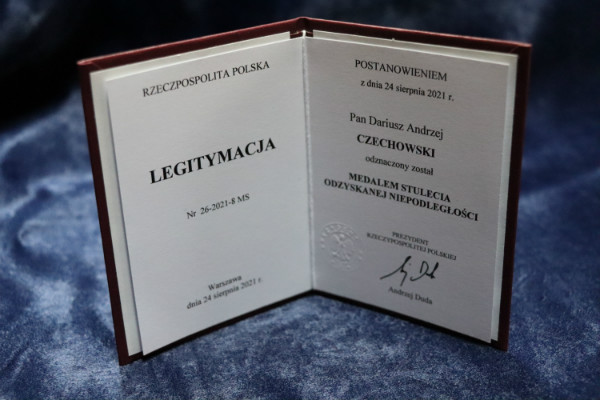 RZECZPOSPOLITA POLSKA
LEGITYMACJA
Nr 26-2021-8 MS
Warszawa
dnia 24 sierpnia 2021 r.
POSTANOWIENIEM
z dnia 24 sierpnia 2021 r.
Pan Dariusz Andrzej
CZECHOWSKI
odznaczony został
MEDALEM STULECIA
ODZYSKANEJ NIEPODLEGŁOŚCI
PREZYDENT
RZECZYPOSPOLITEJ POLSKIEJ
Andrzej Duda